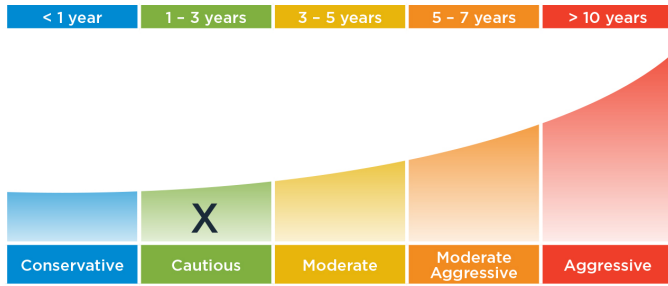 < 1 year
1 – 3 years
3 – 5 years
5 – 7 years
> 10 years
X
Conservative
Cautious
Moderate
Moderate
Aggressive
Aggressive